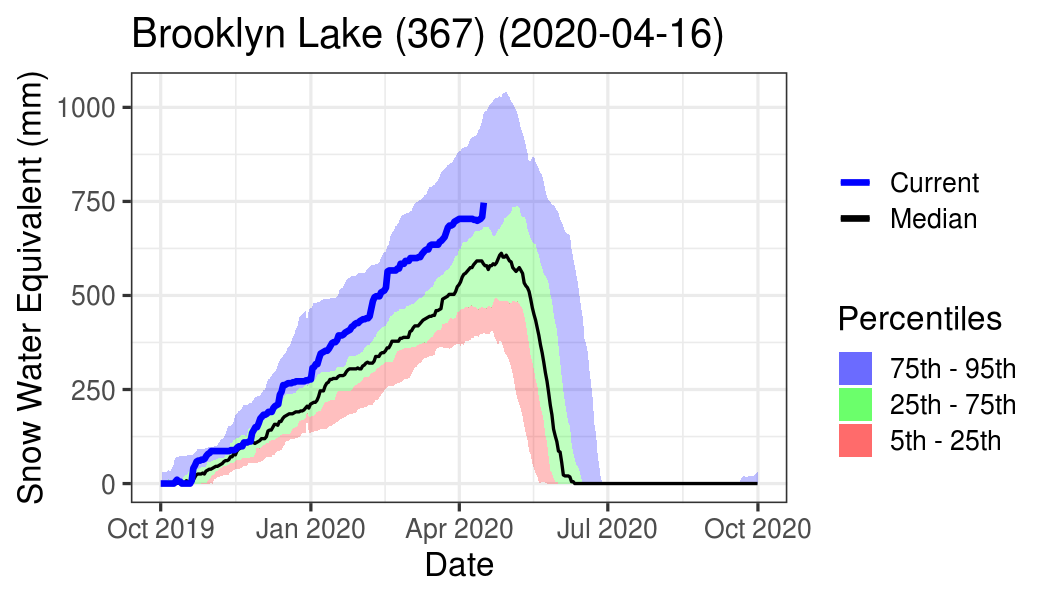 Brooklyn Lake (367) (2020-04-16)
Snow Water Equivalent (mm)
1000
750
500
250
0
Oct 2019
Jan 2020
Apr 2020
Jul 2020
Oct 2020
Date
Current
Median
Percentiles
75th - 95th
25th - 75th
5th - 25th